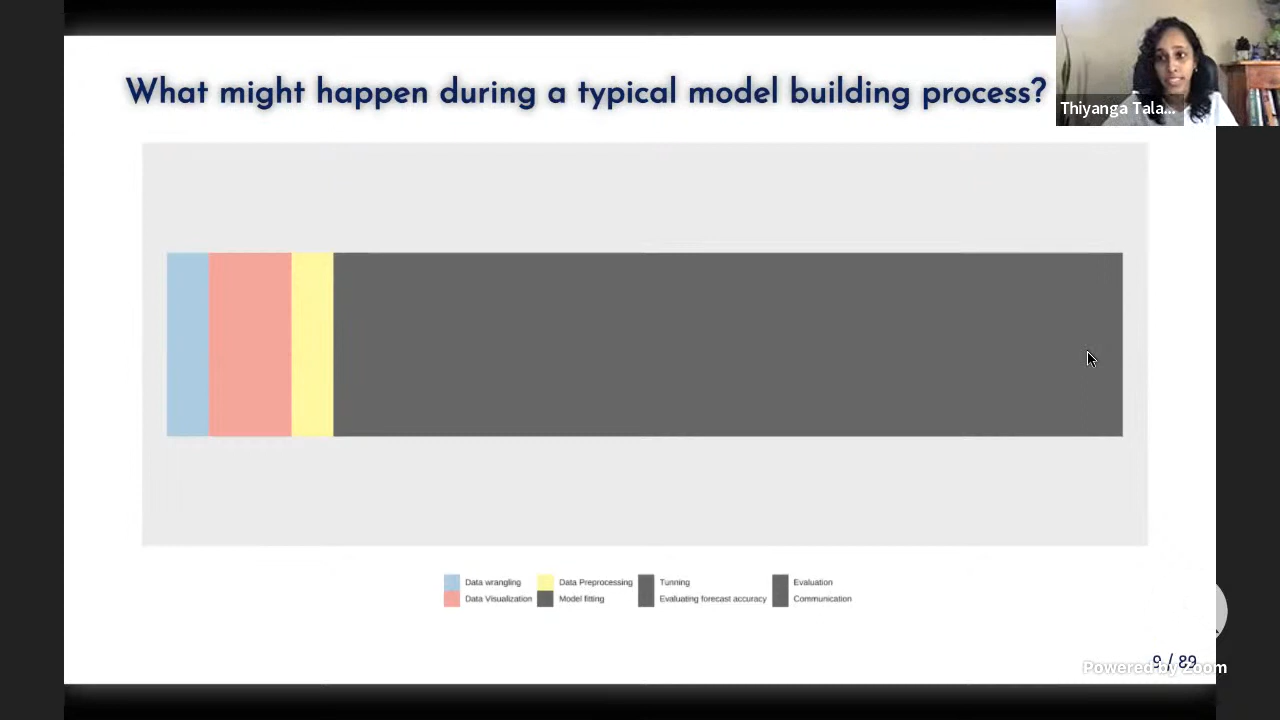 What might happen during a typical model building process?
Thiyanga Tala...
Data wrangling Data Preprocessing Tunning Evaluation
Data Visualization Model fitting Evaluating forecast accuracy Communication
9 / 89
Powered by Zoom